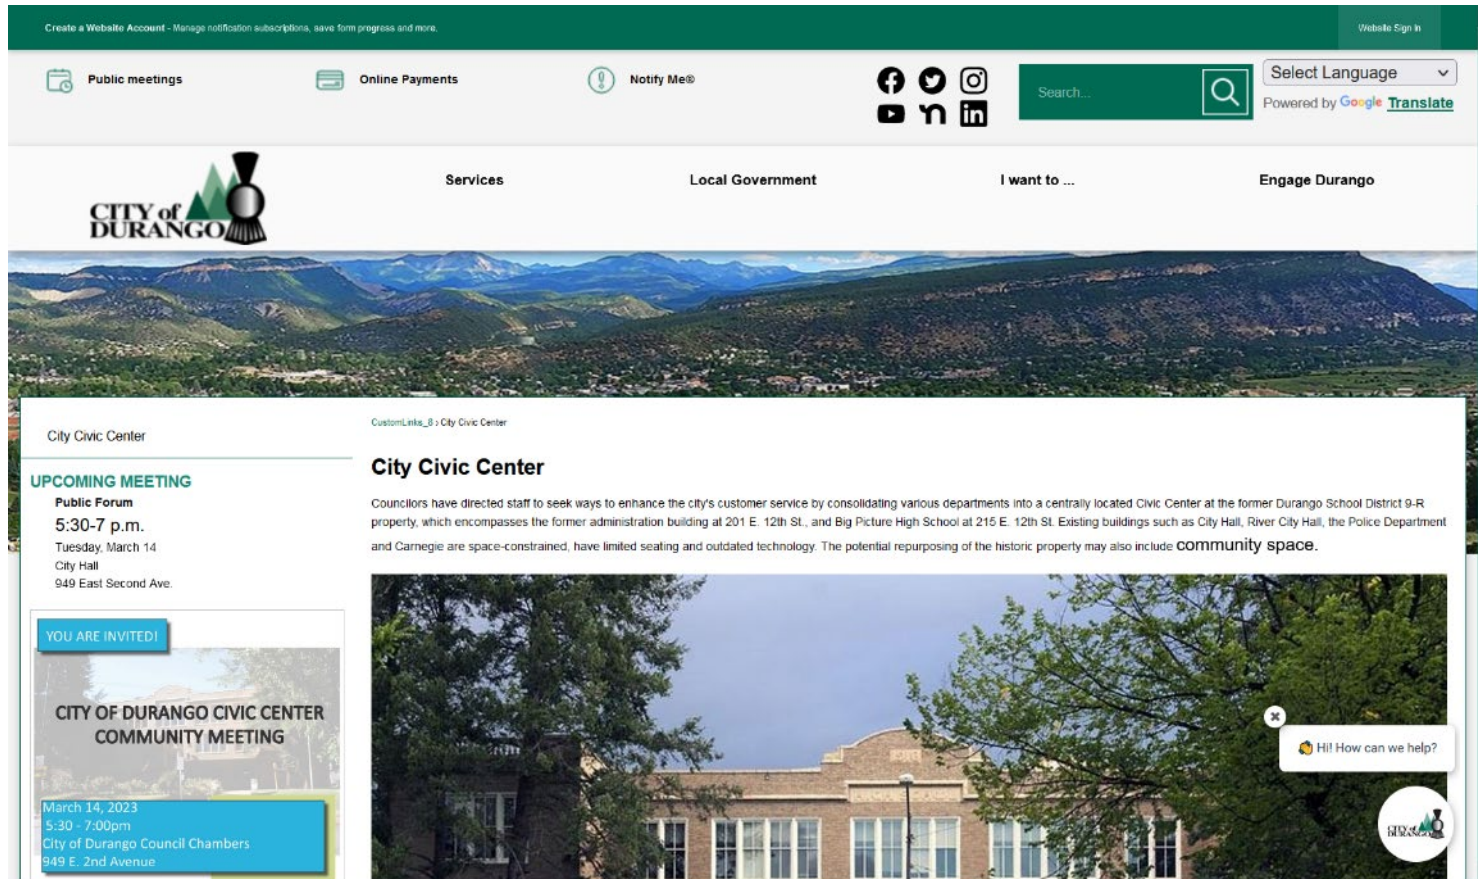 Create a Website Account - Manage notification subscriptions, save form progress and more.
Website Sign In
Public meetings
Online Payments
Notify Me®
Search...
Select Language
Powered by Google Translate
CITY of
DURANGO
Services
Local Government
I want to ...
Engage Durango
City Civic Center
UPCOMING MEETING
Public Forum
5:30-7 p.m.
Tuesday, March 14
City Hall
949 East Second Ave.
YOU ARE INVITED!
CITY OF DURANGO CIVIC CENTER
COMMUNITY MEETING
March 14, 2023
5:30 - 7:00pm
City of Durango Council Chambers
949 E. 2nd Avenue
CustomLinks_8 › City Civic Center
City Civic Center
Councilors have directed staff to seek ways to enhance the city's customer service by consolidating various departments into a centrally located Civic Center at the former Durango School District 9-R
property, which encompasses the former administration building at 201 E. 12th St., and Big Picture High School at 215 E. 12th St. Existing buildings such as City Hall, River City Hall, the Police Department
and Carnegie are space-constrained, have limited seating and outdated technology. The potential repurposing of the historic property may also include community space.
Hi! How can we help?
CITY of
DURANGO